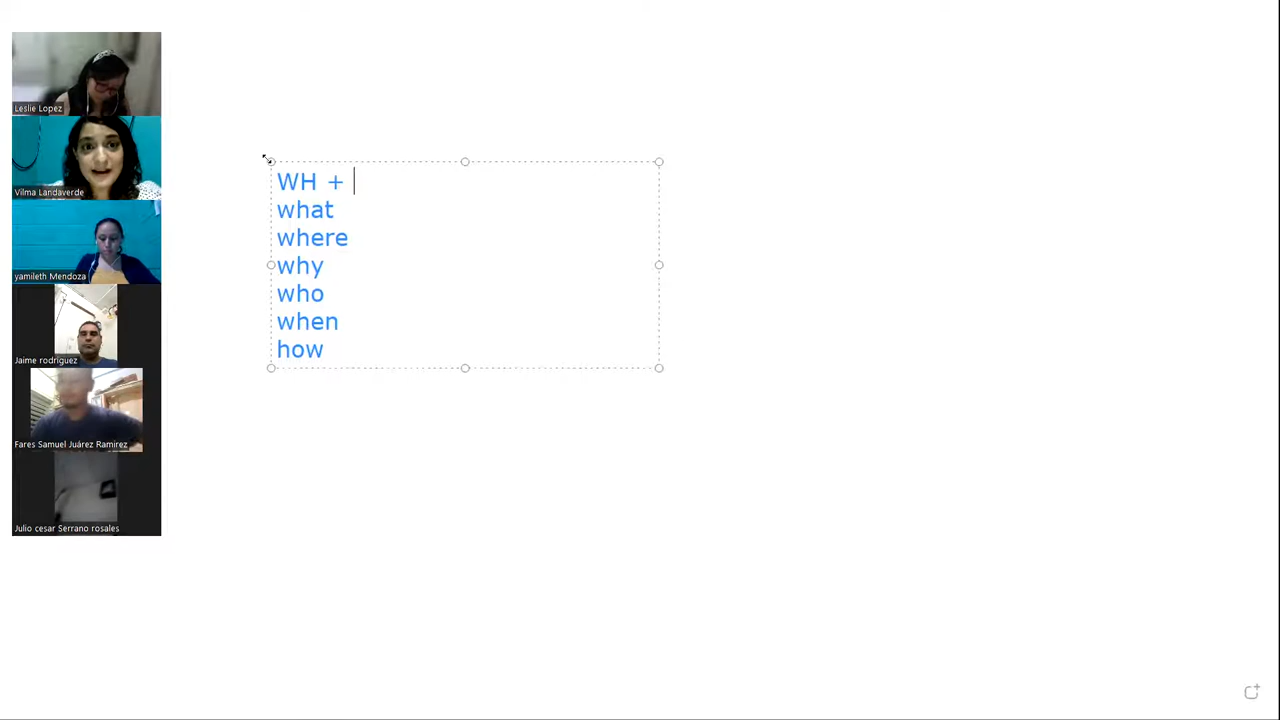 Leslie Lopez
Vilma Landaverde
yamileth Mendoza
Jaime rodriguez
Fares Samuel Juárez Ramirez
Julio cesar Serrano rosales
WH +
what
where
why
who
when
how